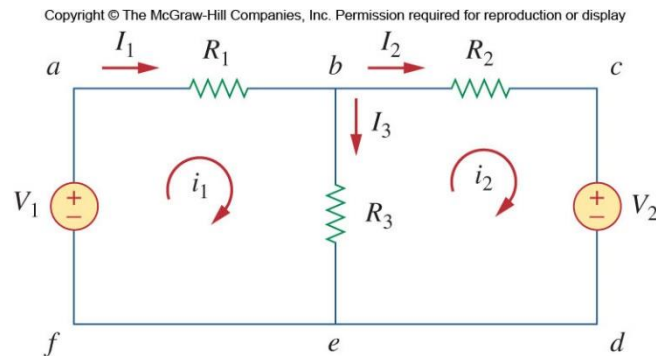 Copyright © The McGraw-Hill Companies, Inc. Permission required for reproduction or display
a I₁ R₁ b I₂ R₂ c
I₃
V₁ + − i₁ R₃ i₂ + − V₂
f e d